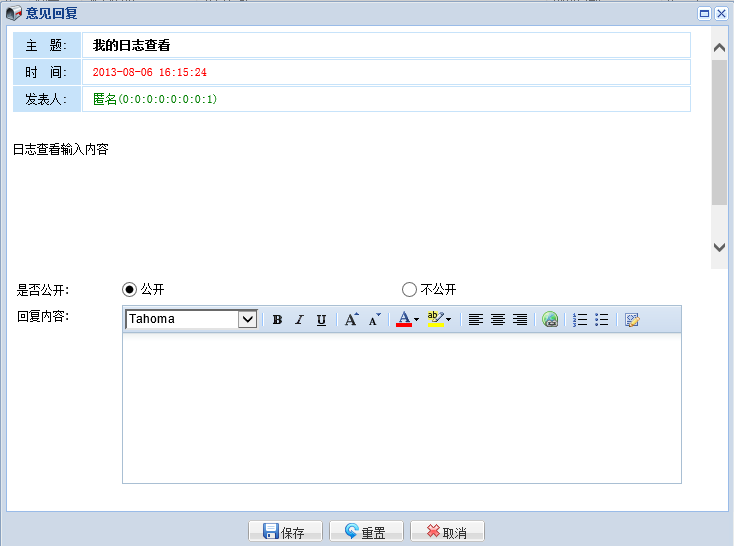 意见回复
主 题: 我的日志查看
时 间: 2013-08-06 16:15:24
发表人: 匿名(0:0:0:0:0:0:0:1)
日志查看输入内容
是否公开: 公开 不公开
回复内容: Tahoma B I U A A A ab
保存 重置 取消